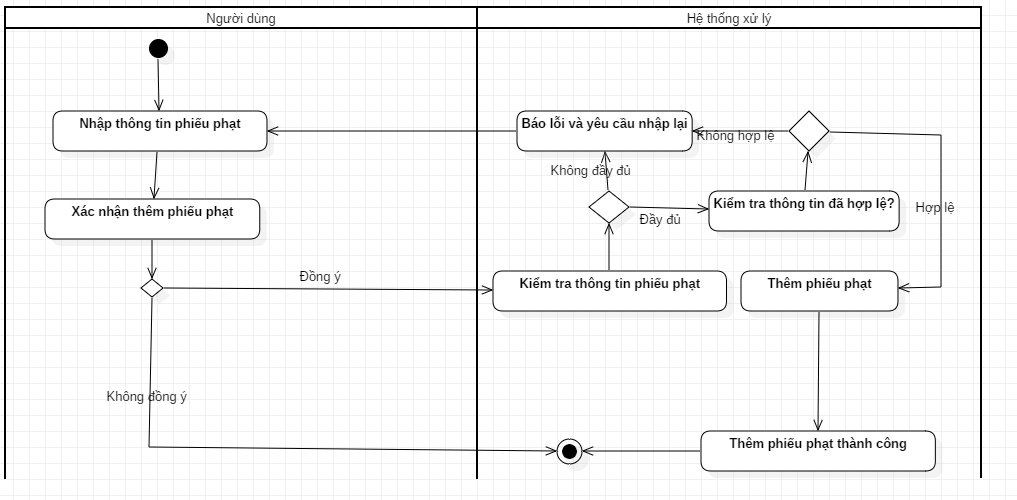 Người dùng
Hệ thống xử lý
Nhập thông tin phiếu phạt
Báo lỗi và yêu cầu nhập lại
Không hợp lệ
Không đầy đủ
Xác nhận thêm phiếu phạt
Kiểm tra thông tin đã hợp lệ?
Hợp lệ
Đầy đủ
Đồng ý
Kiểm tra thông tin phiếu phạt
Thêm phiếu phạt
Không đồng ý
Thêm phiếu phạt thành công